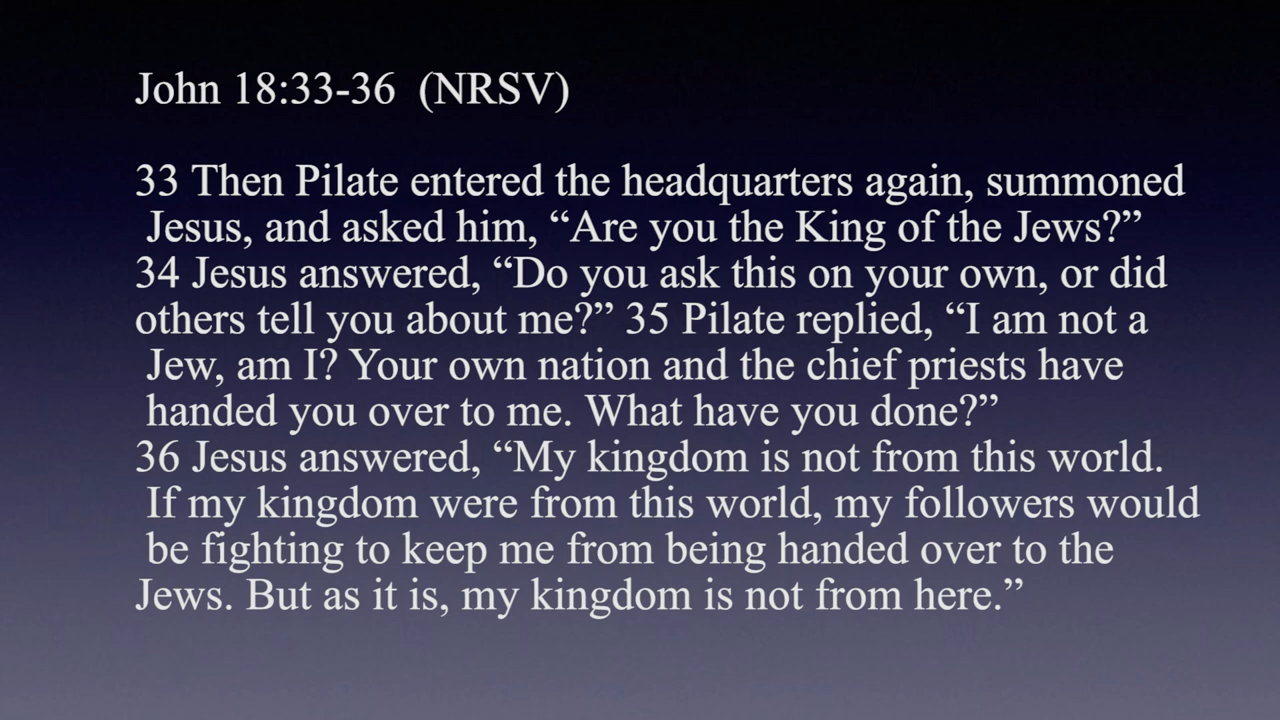 John 18:33-36 (NRSV)
33 Then Pilate entered the headquarters again, summoned
Jesus, and asked him, “Are you the King of the Jews?”
34 Jesus answered, “Do you ask this on your own, or did
others tell you about me?” 35 Pilate replied, “I am not a
Jew, am I? Your own nation and the chief priests have
handed you over to me. What have you done?”
36 Jesus answered, “My kingdom is not from this world.
If my kingdom were from this world, my followers would
be fighting to keep me from being handed over to the
Jews. But as it is, my kingdom is not from here.”